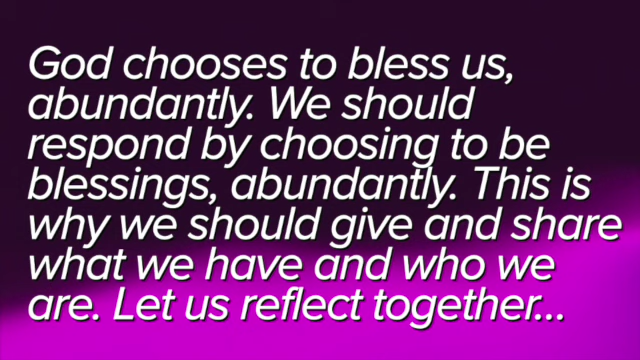 God chooses to bless us,
abundantly. We should
respond by choosing to be
blessings, abundantly. This is
why we should give and share
what we have and who we
are. Let us reflect together...